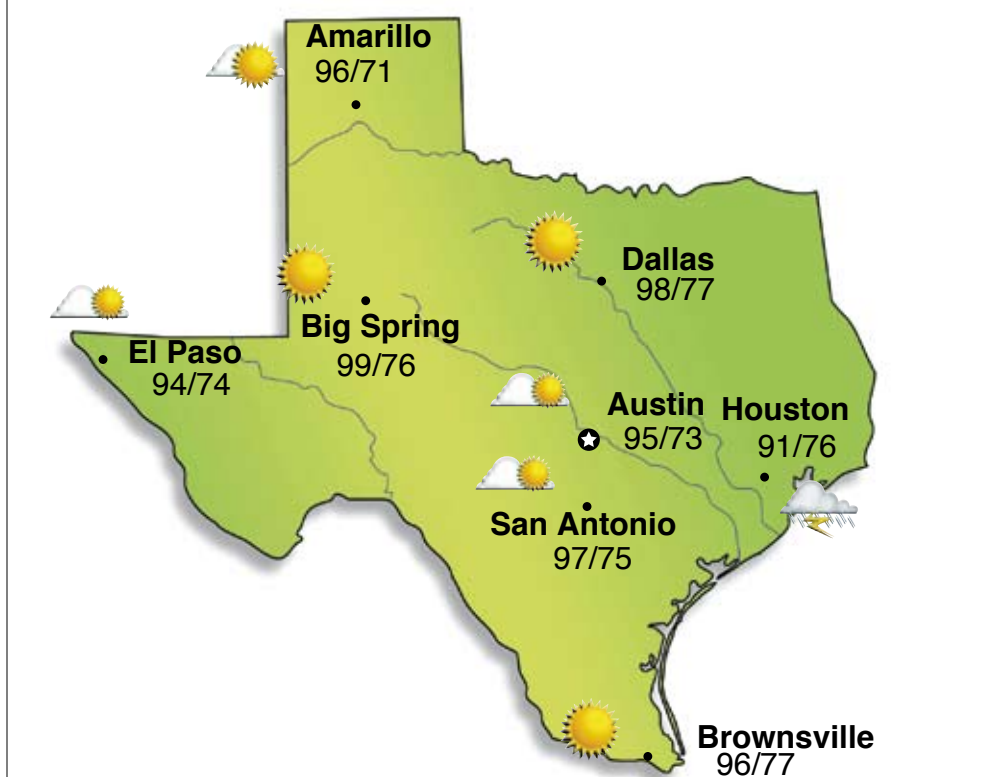 Amarillo
96/71
Dallas
98/77
Big Spring
99/76
El Paso
94/74
Austin
95/73
Houston
91/76
San Antonio
97/75
Brownsville
96/77